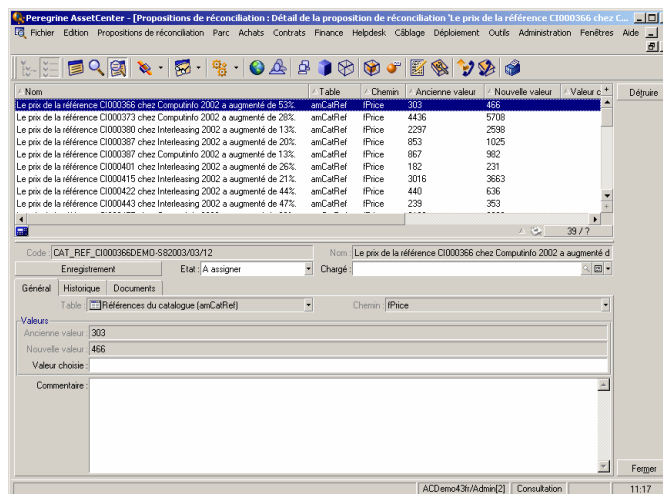 Peregrine AssetCenter - [Propositions de réconciliation : Détail de la proposition de réconciliation 'Le prix de la référence CI000366 chez C...
Fichier Edition Propositions de réconciliation Parc Achats Contrats Finance Helpdesk Câblage Déploiement Outils Administration Fenêtres Aide
Nom Table Chemin Ancienne valeur Nouvelle valeur Valeur c
Détruire
Le prix de la référence CI000366 chez Computinfo 2002 a augmenté de 53%. amCatRef fPrice 303 466
Le prix de la référence CI000373 chez Computinfo 2002 a augmenté de 28%. amCatRef fPrice 4436 5708
Le prix de la référence CI000380 chez Interleasing 2002 a augmenté de 13%. amCatRef fPrice 2297 2598
Le prix de la référence CI000387 chez Interleasing 2002 a augmenté de 20%. amCatRef fPrice 853 1025
Le prix de la référence CI000387 chez Computinfo 2002 a augmenté de 13%. amCatRef fPrice 867 982
Le prix de la référence CI000401 chez Interleasing 2002 a augmenté de 26%. amCatRef fPrice 182 231
Le prix de la référence CI000415 chez Interleasing 2002 a augmenté de 21%. amCatRef fPrice 3016 3663
Le prix de la référence CI000422 chez Interleasing 2002 a augmenté de 44%. amCatRef fPrice 440 636
Le prix de la référence CI000443 chez Interleasing 2002 a augmenté de 47%. amCatRef fPrice 239 353
39 / ?
Code : CAT_REF_CI000366DEMO-S82003/03/12 Nom : Le prix de la référence CI000366 chez Computinfo 2002 a augmenté d
Enregistrement Etat : A assigner Chargé :
Général Historique Documents
Table : Références du catalogue (amCatRef) Chemin : fPrice
Valeurs
Ancienne valeur : 303
Nouvelle valeur : 466
Valeur choisie :
Commentaire :
Fermer
ACDemo43fr/Admin[2] Consultation 11:17